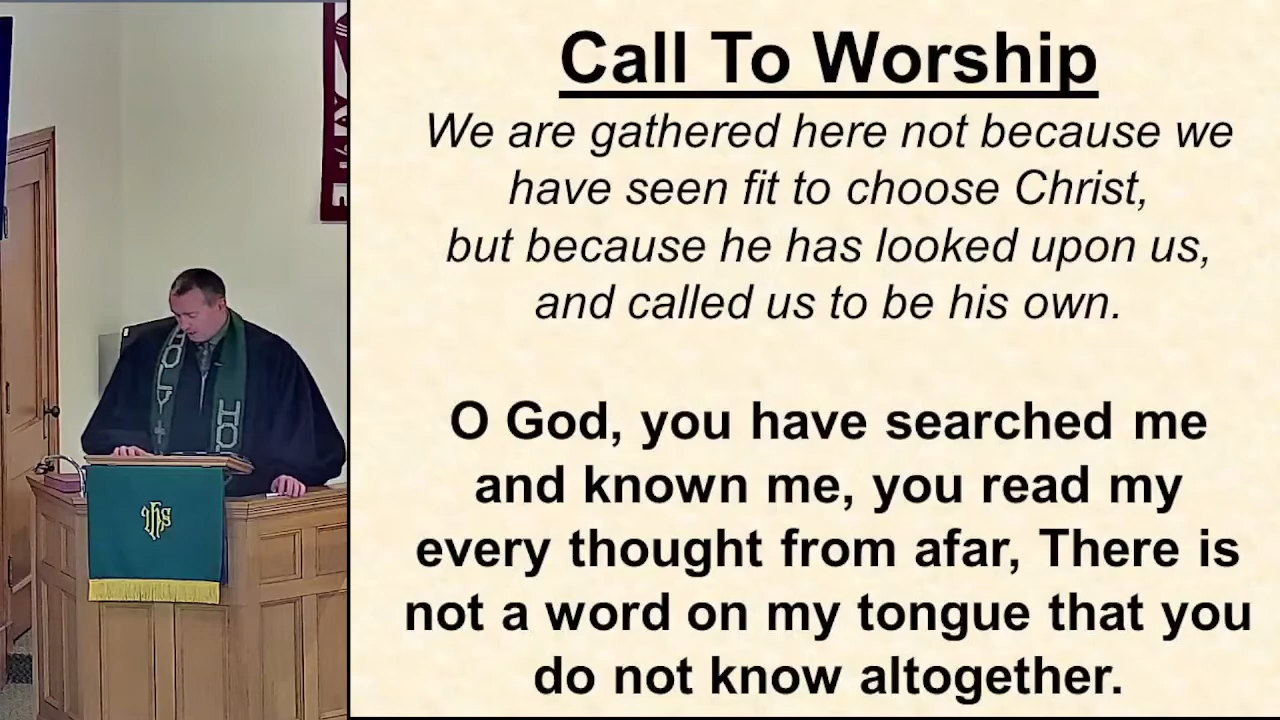 Call To Worship
We are gathered here not because we
have seen fit to choose Christ,
but because he has looked upon us,
and called us to be his own.
O God, you have searched me
and known me, you read my
every thought from afar, There is
not a word on my tongue that you
do not know altogether.
HOLY
HO
IHS